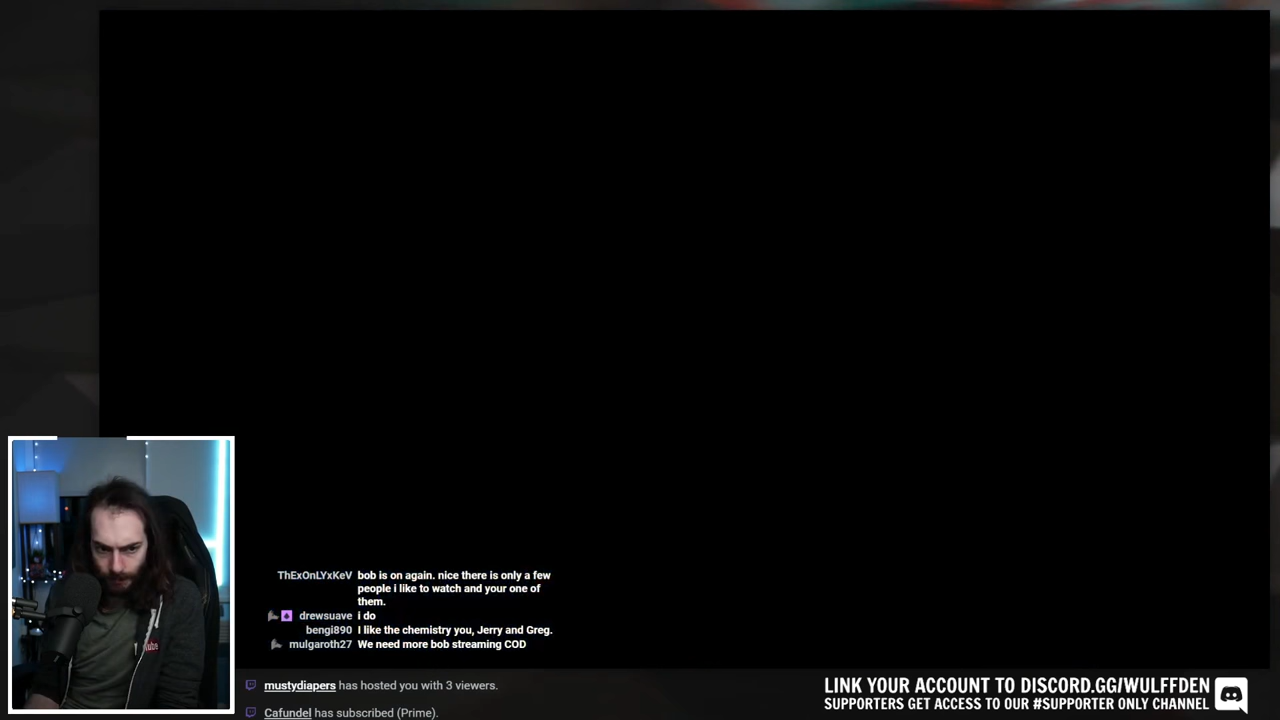 ThExOnLYxKeV bob is on again. nice there is only a few
people i like to watch and your one of
them.
drewsuave i do
bengi890 I like the chemistry you, Jerry and Greg.
mulgaroth27 We need more bob streaming COD
mustydiapers has hosted you with 3 viewers.
Cafundel has subscribed (Prime).
LINK YOUR ACCOUNT TO DISCORD.GG/WULFFDEN
SUPPORTERS GET ACCESS TO OUR #SUPPORTER ONLY CHANNEL